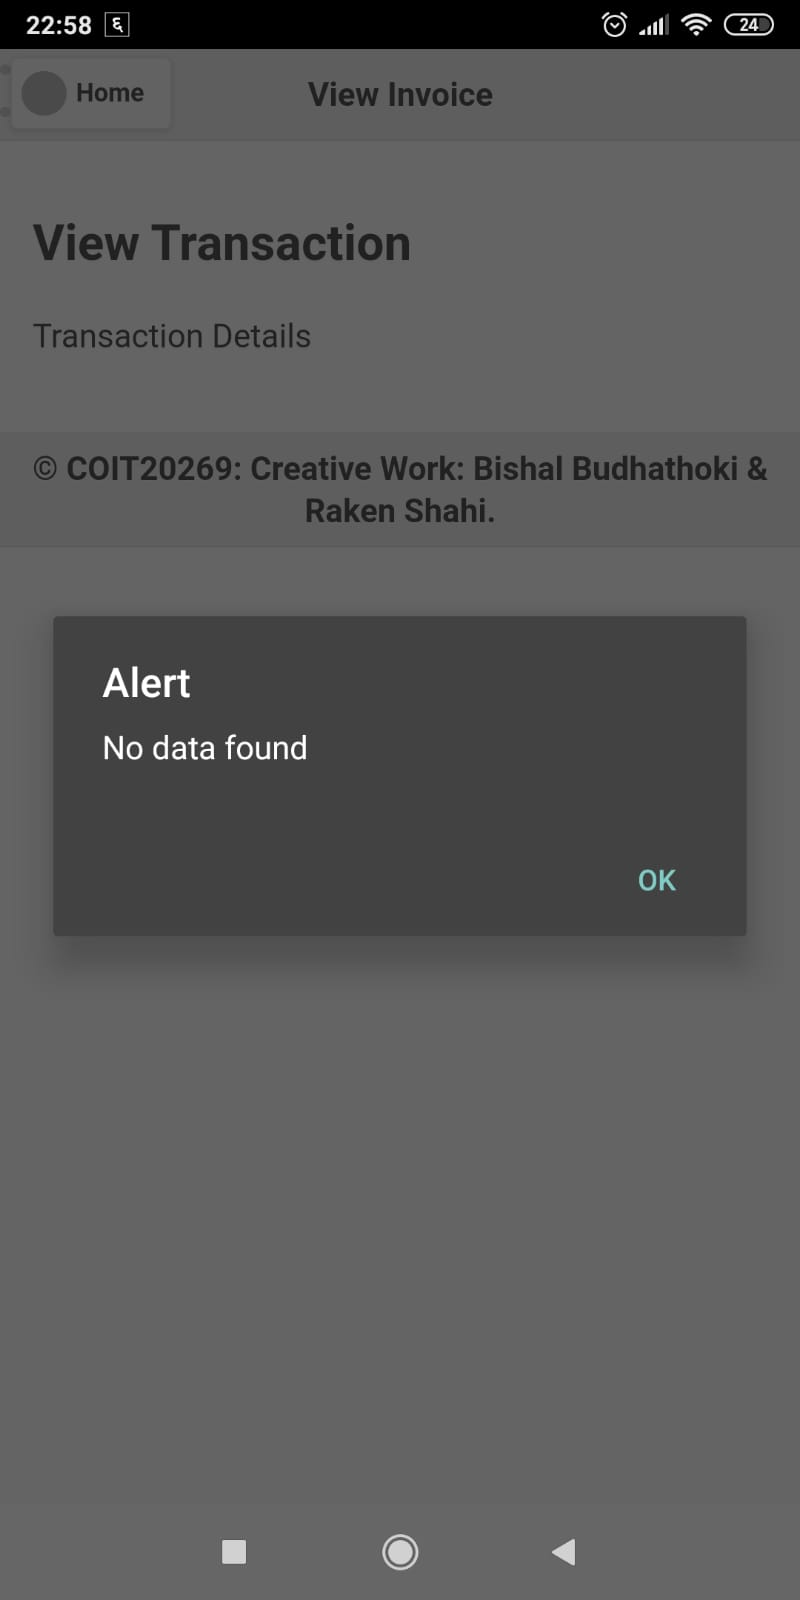 22:58 ६ 24
Home
View Invoice
View Transaction
Transaction Details
© COIT20269: Creative Work: Bishal Budhathoki &
Raken Shahi.
Alert
No data found
OK